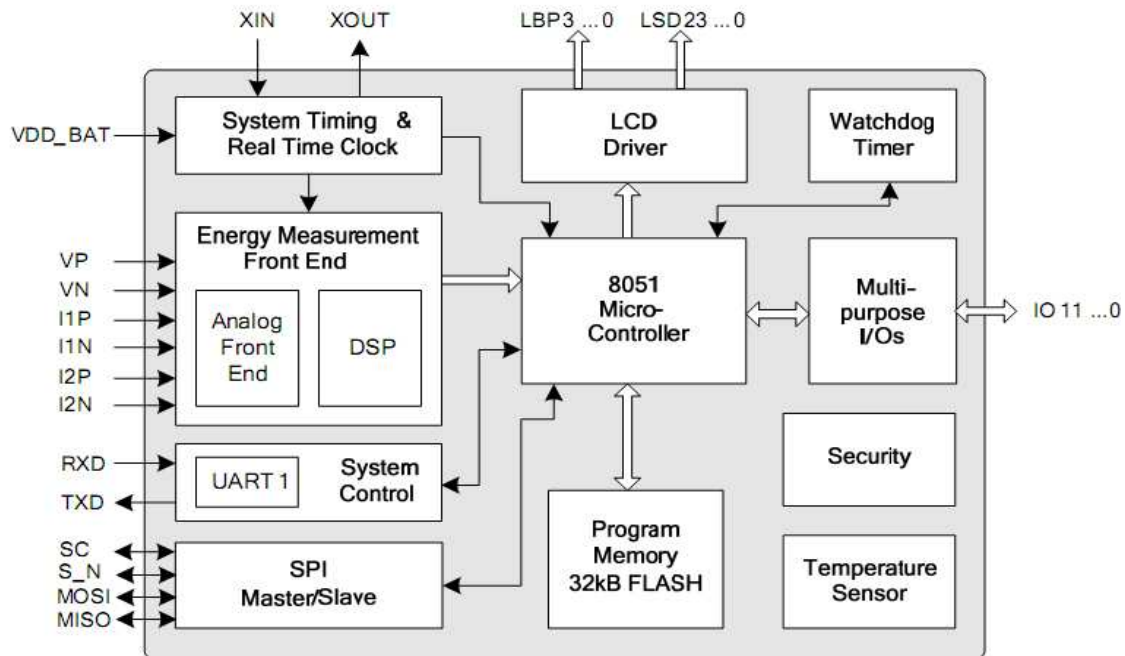 XIN
XOUT
LBP3 ...0
LSD23 ...0
VDD_BAT
System Timing &
Real Time Clock
LCD
Driver
Watchdog
Timer
Energy Measurement
Front End
Analog
Front
End
DSP
VP
VN
I1P
I1N
I2P
I2N
8051
Micro-
Controller
Multi-
purpose
I/Os
IO 11 ...0
RXD
TXD
UART 1
System
Control
Security
SC
S_N
MOSI
MISO
SPI
Master/Slave
Program
Memory
32kB FLASH
Temperature
Sensor